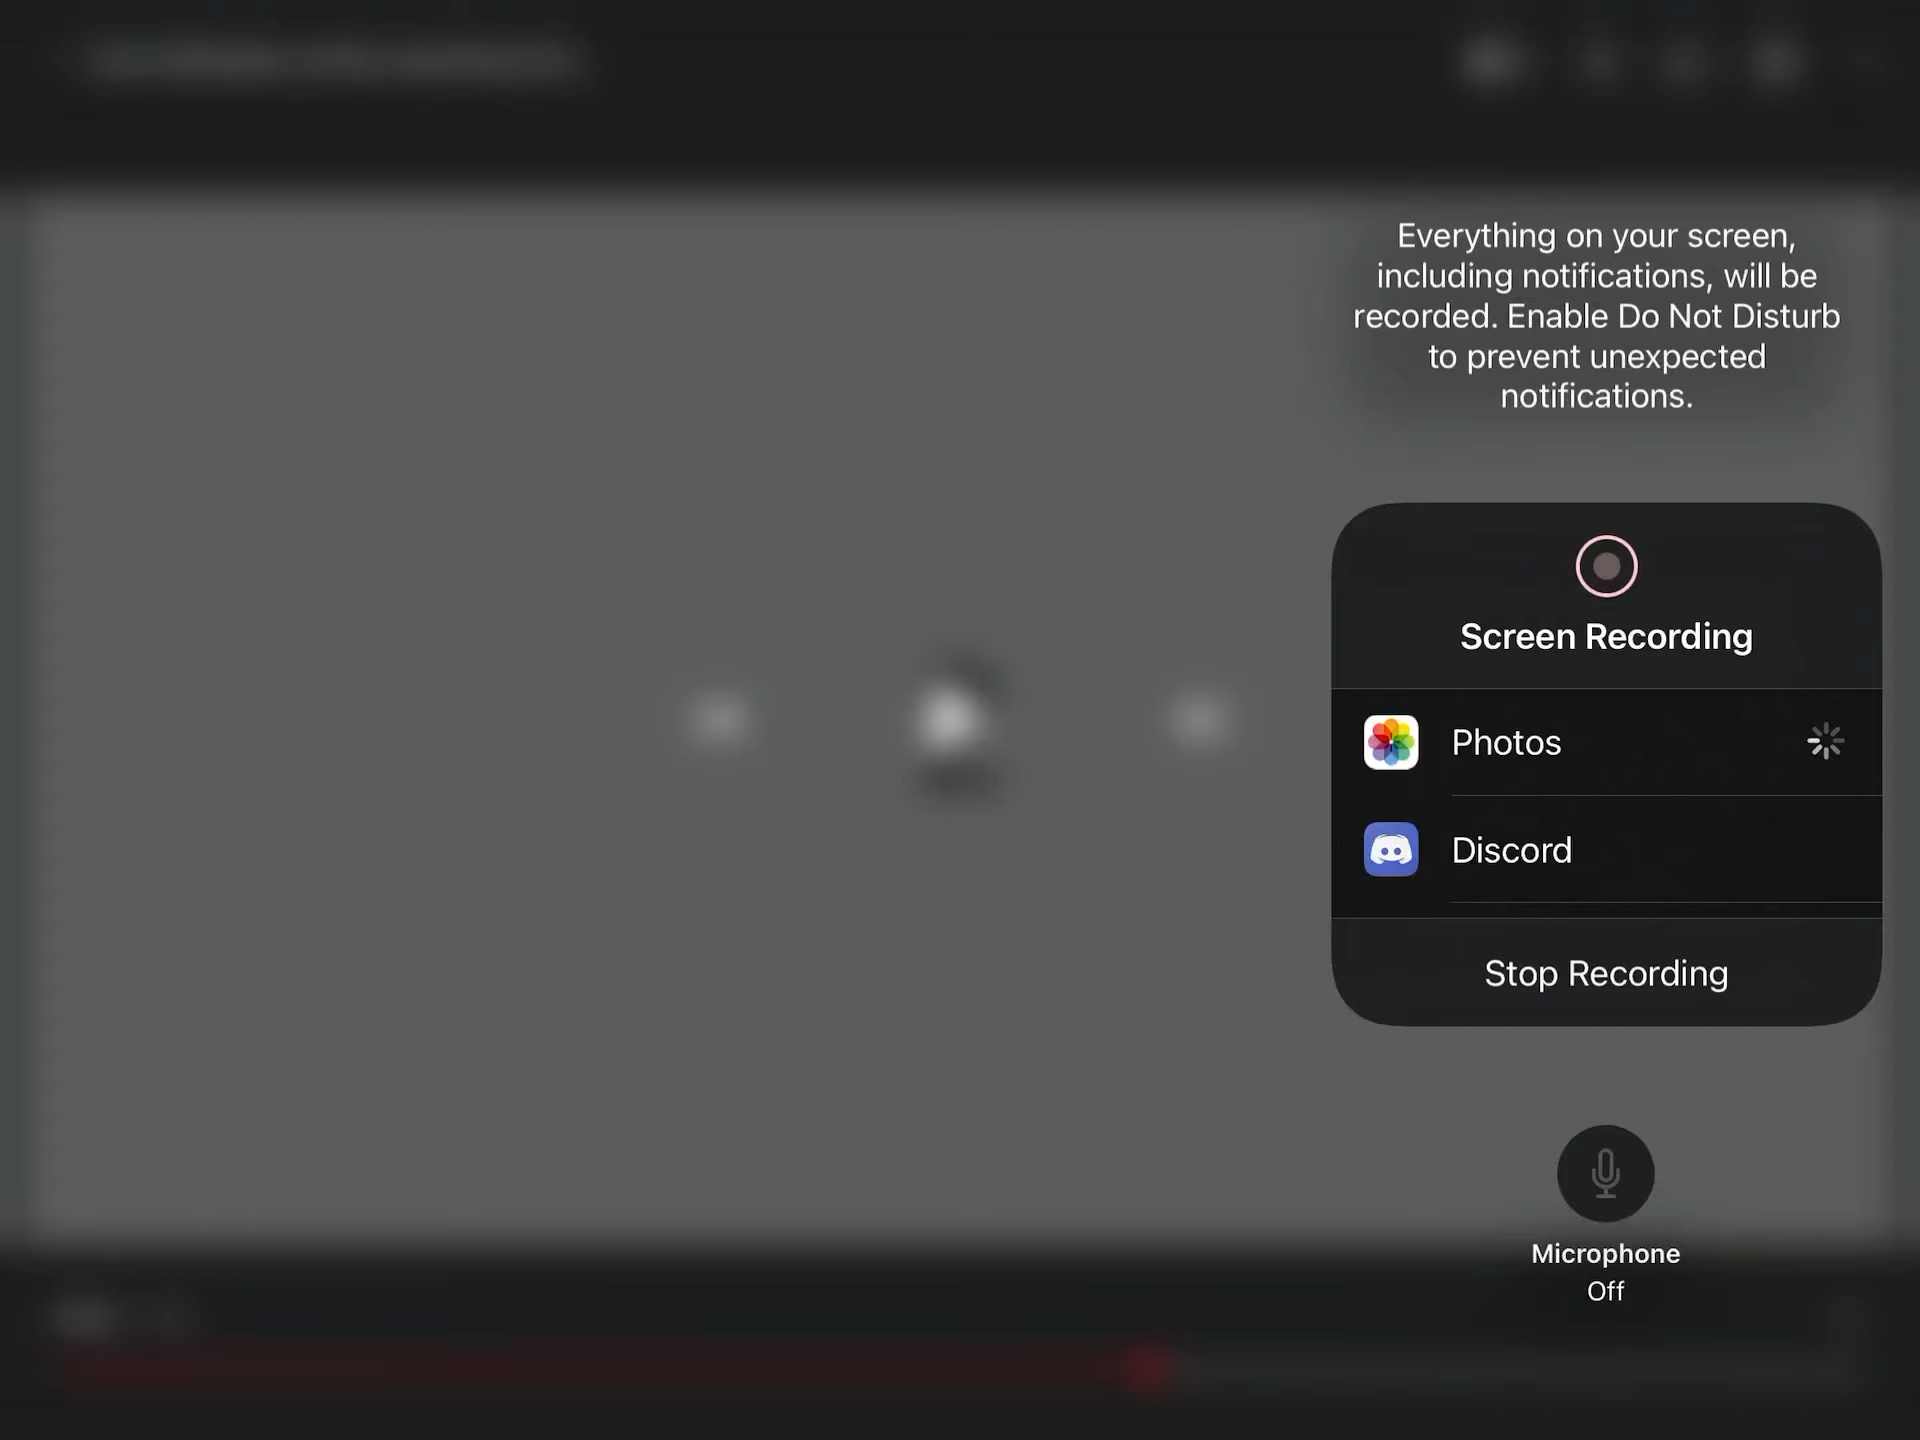 Everything on your screen,
including notifications, will be
recorded. Enable Do Not Disturb
to prevent unexpected
notifications.
Screen Recording
Photos
Discord
Stop Recording
Microphone
Off